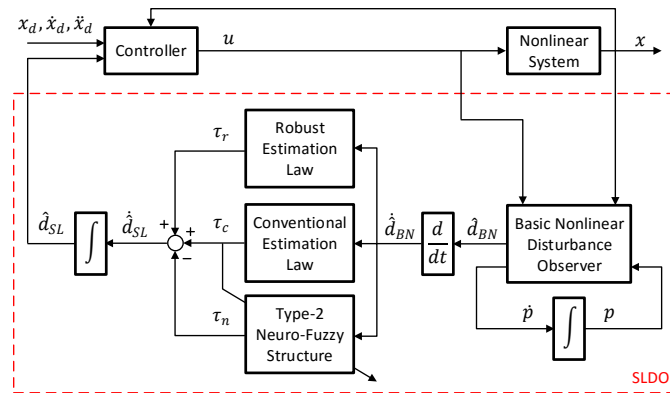 x_d, ẋ_d, ẍ_d
Controller
u
Nonlinear
System
x
Robust
Estimation
Law
τ_r
+
+
−
τ_c
Conventional
Estimation
Law
τ_n
Type-2
Neuro-Fuzzy
Structure
d̂_SL
∫
d̂̇_SL
d̂̇_BN
d
dt
d̂_BN
Basic Nonlinear
Disturbance
Observer
ṗ
∫
p
SLDO